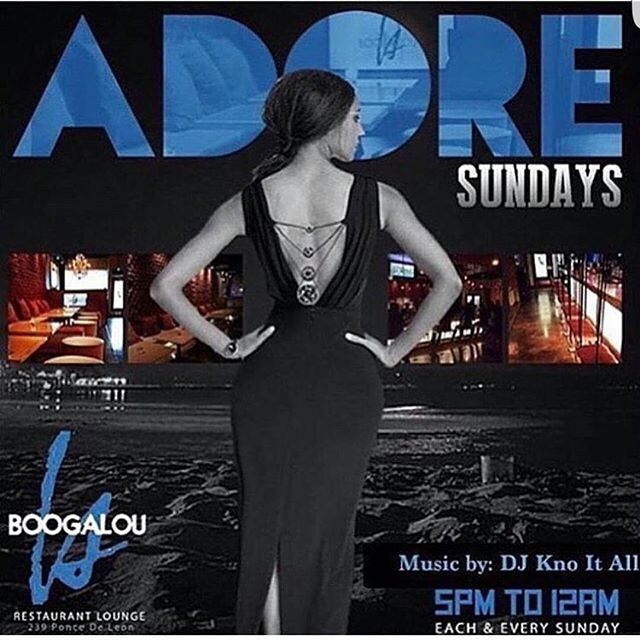 ADORE
SUNDAYS
BOOGALOU
RESTAURANT LOUNGE
239 Ponce De Leon
Music by: DJ Kno It All
5PM TO 12AM
EACH & EVERY SUNDAY